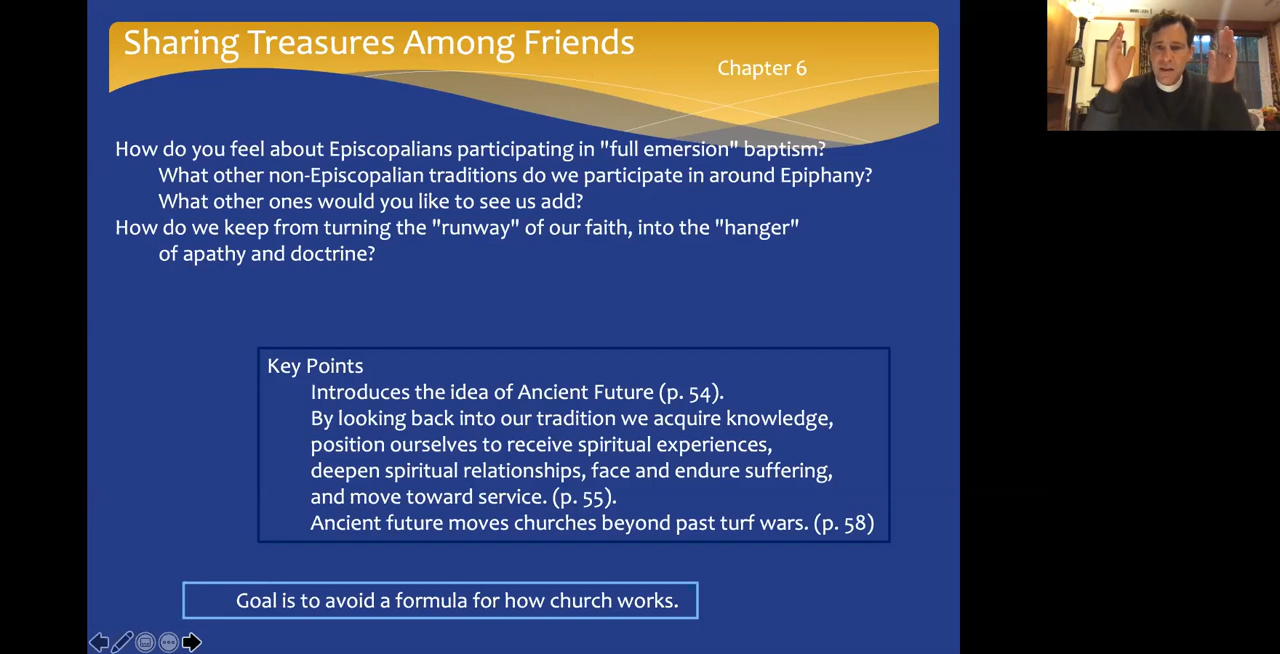 Sharing Treasures Among Friends
Chapter 6
How do you feel about Episcopalians participating in "full emersion" baptism?
What other non-Episcopalian traditions do we participate in around Epiphany?
What other ones would you like to see us add?
How do we keep from turning the "runway" of our faith, into the "hanger"
of apathy and doctrine?
Key Points
Introduces the idea of Ancient Future (p. 54).
By looking back into our tradition we acquire knowledge,
position ourselves to receive spiritual experiences,
deepen spiritual relationships, face and endure suffering,
and move toward service. (p. 55).
Ancient future moves churches beyond past turf wars. (p. 58)
Goal is to avoid a formula for how church works.